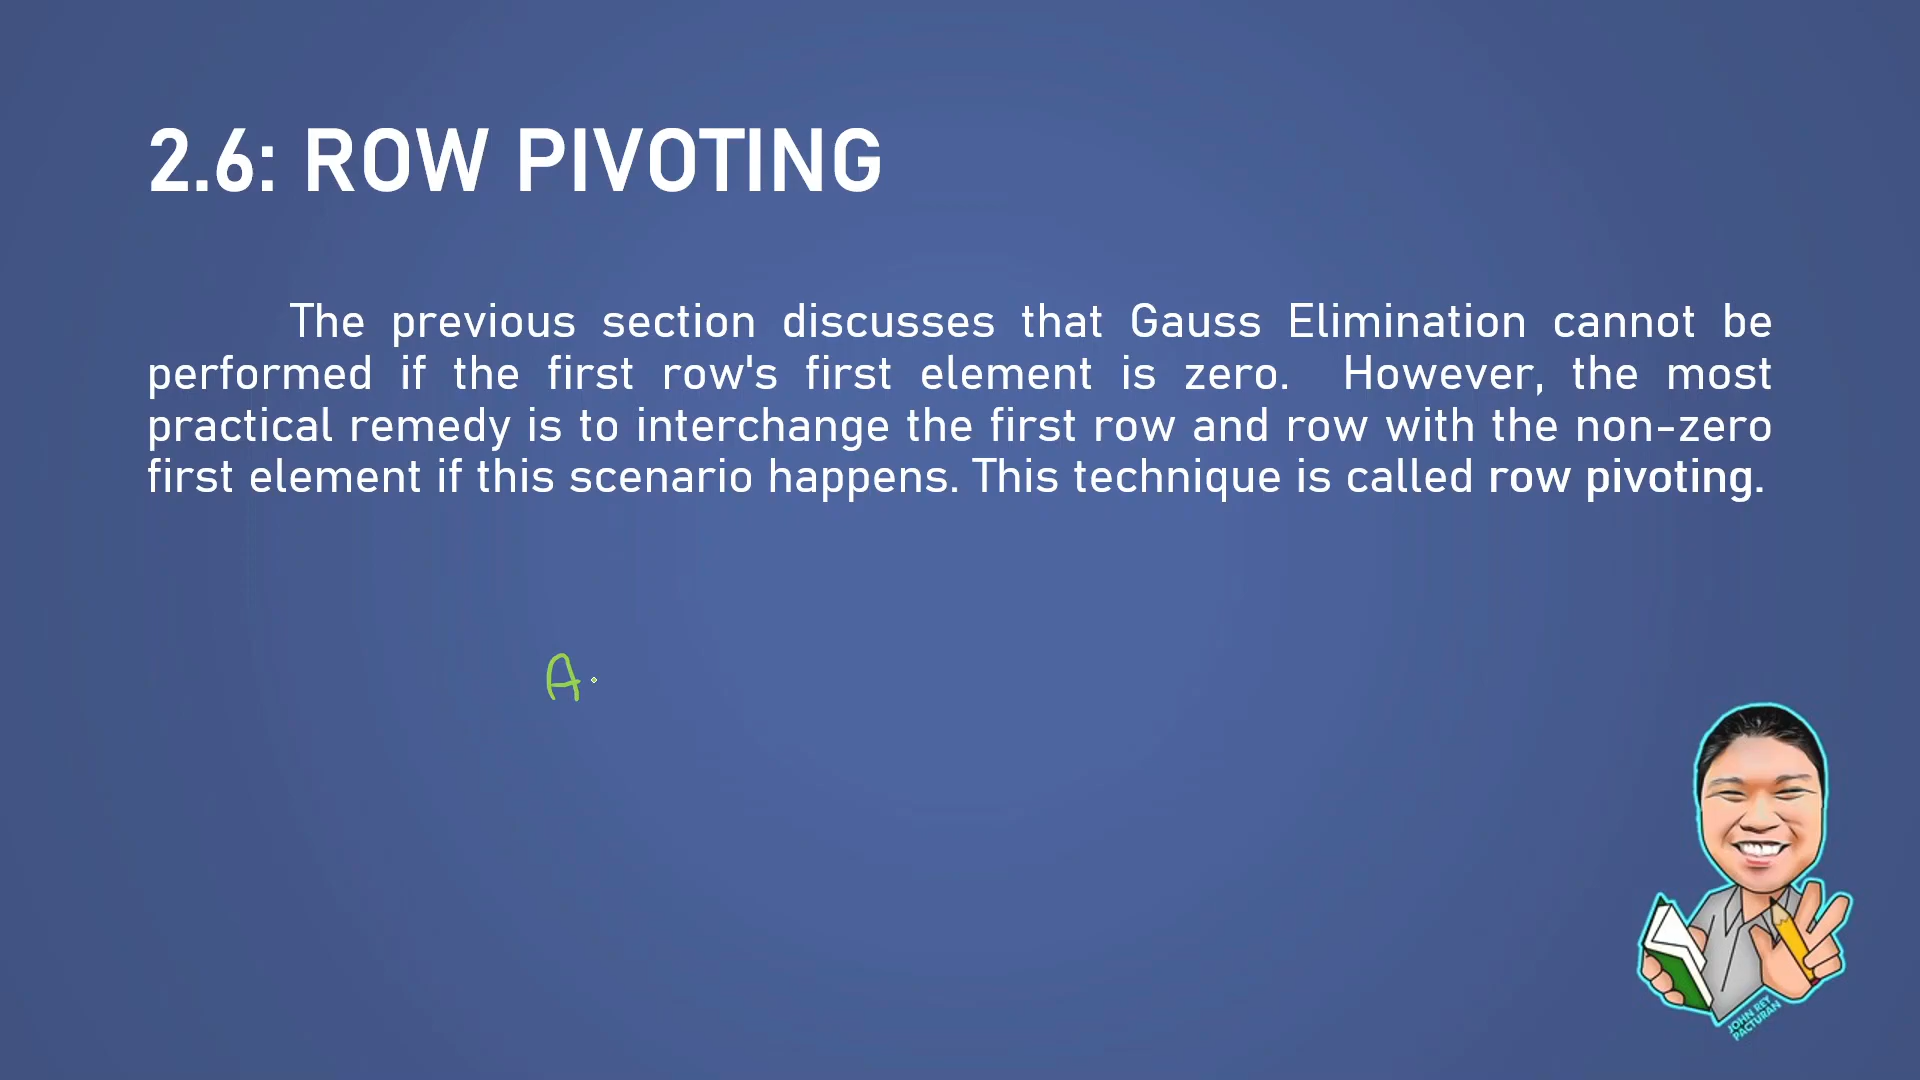 2.6: ROW PIVOTING
The previous section discusses that Gauss Elimination cannot be
performed if the first row's first element is zero. However, the most
practical remedy is to interchange the first row and row with the non-zero
first element if this scenario happens. This technique is called row pivoting.
A
JOHN REY
PACTURAN